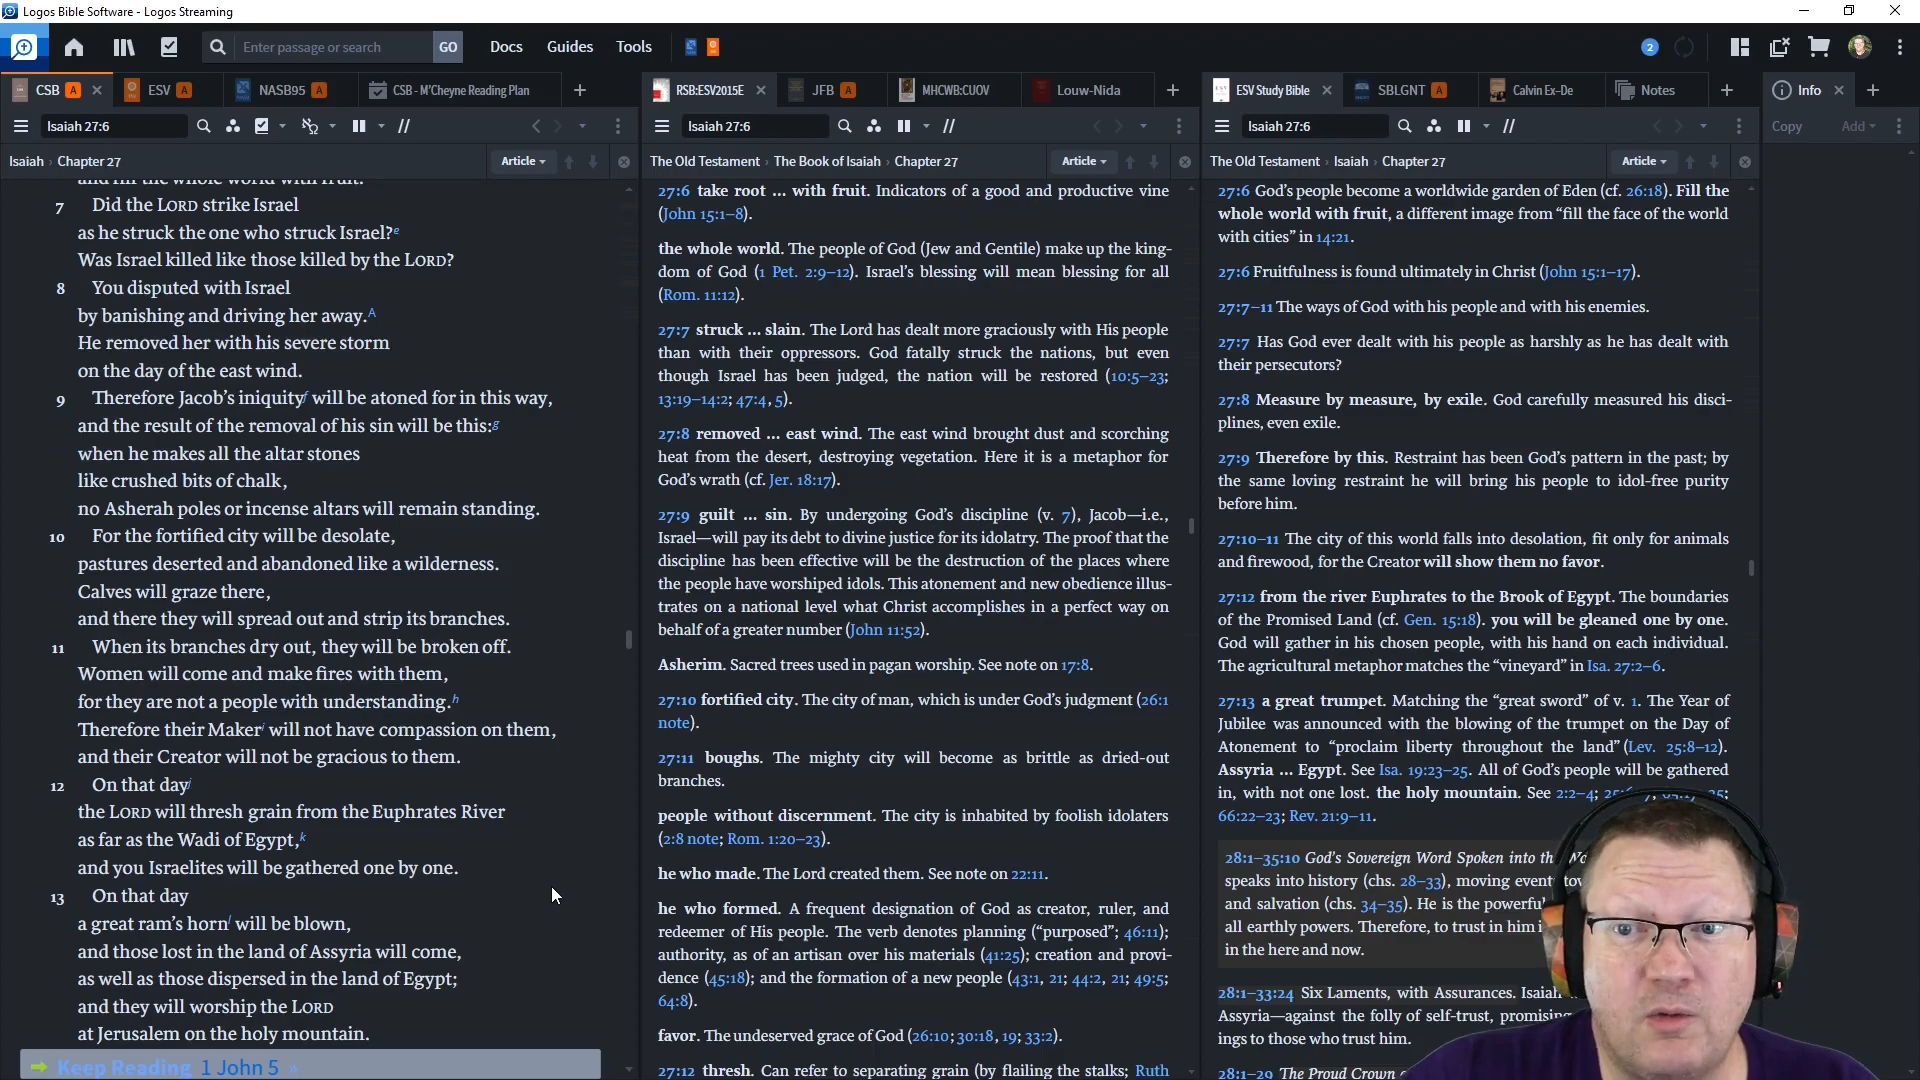 Logos Bible Software - Logos Streaming
Enter passage or search
GO
Docs
Guides
Tools
2
CSB A
ESV A
NASB95 A
CSB - M'Cheyne Reading Plan
RSB:ESV2015E
JFB A
MHCWB:CUOV
Louw-Nida
ESV Study Bible
SBLGNT A
Calvin Ex-De
Notes
Info
Isaiah 27:6
Isaiah 27:6
Isaiah 27:6
Copy
Add
Isaiah › Chapter 27
Article
The Old Testament › The Book of Isaiah › Chapter 27
Article
The Old Testament › Isaiah › Chapter 27
Article
and fill the whole world with fruit.
7 Did the LORD strike Israel
as he struck the one who struck Israel?e
Was Israel killed like those killed by the LORD?
8 You disputed with Israel
by banishing and driving her away.A
He removed her with his severe storm
on the day of the east wind.
9 Therefore Jacob's iniquityf will be atoned for in this way,
and the result of the removal of his sin will be this:g
when he makes all the altar stones
like crushed bits of chalk,
no Asherah poles or incense altars will remain standing.
10 For the fortified city will be desolate,
pastures deserted and abandoned like a wilderness.
Calves will graze there,
and there they will spread out and strip its branches.
11 When its branches dry out, they will be broken off.
Women will come and make fires with them,
for they are not a people with understanding.h
Therefore their Makeri will not have compassion on them,
and their Creator will not be gracious to them.
12 On that dayj
the LORD will thresh grain from the Euphrates River
as far as the Wadi of Egypt,k
and you Israelites will be gathered one by one.
13 On that day
a great ram's hornl will be blown,
and those lost in the land of Assyria will come,
as well as those dispersed in the land of Egypt;
and they will worship the LORD
at Jerusalem on the holy mountain.
Keep Reading 1 John 5 »
27:6 take root ... with fruit. Indicators of a good and productive vine
(John 15:1–8).
the whole world. The people of God (Jew and Gentile) make up the king-
dom of God (1 Pet. 2:9–12). Israel's blessing will mean blessing for all
(Rom. 11:12).
27:7 struck ... slain. The Lord has dealt more graciously with His people
than with their oppressors. God fatally struck the nations, but even
though Israel has been judged, the nation will be restored (10:5–23;
13:19–14:2; 47:4, 5).
27:8 removed ... east wind. The east wind brought dust and scorching
heat from the desert, destroying vegetation. Here it is a metaphor for
God's wrath (cf. Jer. 18:17).
27:9 guilt ... sin. By undergoing God's discipline (v. 7), Jacob—i.e.,
Israel—will pay its debt to divine justice for its idolatry. The proof that the
discipline has been effective will be the destruction of the places where
the people have worshiped idols. This atonement and new obedience illus-
trates on a national level what Christ accomplishes in a perfect way on
behalf of a greater number (John 11:52).
Asherim. Sacred trees used in pagan worship. See note on 17:8.
27:10 fortified city. The city of man, which is under God's judgment (26:1
note).
27:11 boughs. The mighty city will become as brittle as dried-out
branches.
people without discernment. The city is inhabited by foolish idolaters
(2:8 note; Rom. 1:20–23).
he who made. The Lord created them. See note on 22:11.
he who formed. A frequent designation of God as creator, ruler, and
redeemer of His people. The verb denotes planning ("purposed"; 46:11);
authority, as of an artisan over his materials (41:25); creation and provi-
dence (45:18); and the formation of a new people (43:1, 21; 44:2, 21; 49:5;
64:8).
favor. The undeserved grace of God (26:10; 30:18, 19; 33:2).
27:12 thresh. Can refer to separating grain (by flailing the stalks; Ruth
27:6 God's people become a worldwide garden of Eden (cf. 26:18). Fill the
whole world with fruit, a different image from "fill the face of the world
with cities" in 14:21.
27:6 Fruitfulness is found ultimately in Christ (John 15:1–17).
27:7–11 The ways of God with his people and with his enemies.
27:7 Has God ever dealt with his people as harshly as he has dealt with
their persecutors?
27:8 Measure by measure, by exile. God carefully measured his disci-
plines, even exile.
27:9 Therefore by this. Restraint has been God's pattern in the past; by
the same loving restraint he will bring his people to idol-free purity
before him.
27:10–11 The city of this world falls into desolation, fit only for animals
and firewood, for the Creator will show them no favor.
27:12 from the river Euphrates to the Brook of Egypt. The boundaries
of the Promised Land (cf. Gen. 15:18). you will be gleaned one by one.
God will gather in his chosen people, with his hand on each individual.
The agricultural metaphor matches the "vineyard" in Isa. 27:2–6.
27:13 a great trumpet. Matching the "great sword" of v. 1. The Year of
Jubilee was announced with the blowing of the trumpet on the Day of
Atonement to "proclaim liberty throughout the land" (Lev. 25:8–12).
Assyria ... Egypt. See Isa. 19:23–25. All of God's people will be gathered
in, with not one lost. the holy mountain. See 2:2–4;
66:22–23; Rev. 21:9–11.
28:1–35:10 God's Sovereign Word Spoken into
speaks into history (chs. 28–33), moving
and salvation (chs. 34–35). He is the powerful
all earthly powers. Therefore, to trust in him
in the here and now.
28:1–33:24 Six Laments, with Assurances. Isaiah
Assyria—against the folly of self-trust,
ings to those who trust him.
28:1–29 The Proud Crown